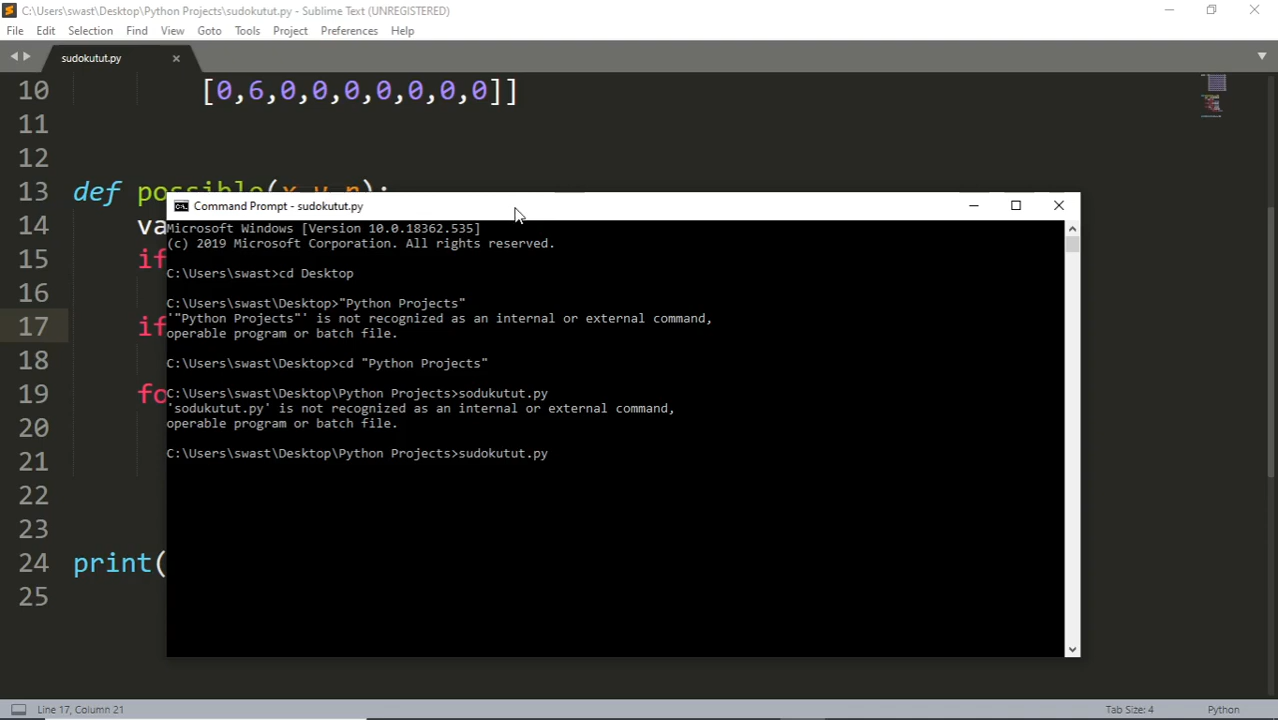 C:\Users\swast\Desktop\Python Projects\sudokutut.py - Sublime Text (UNREGISTERED)
File Edit Selection Find View Goto Tools Project Preferences Help
sudokutut.py
10 [0,6,0,0,0,0,0,0,0]]
11
12
13 def possible(x,y,n):
14 va
15 if
16
17 if
18
19 fo
20
21
22
23
24 print(
25
Command Prompt - sudokutut.py
Microsoft Windows [Version 10.0.18362.535]
(c) 2019 Microsoft Corporation. All rights reserved.
C:\Users\swast>cd Desktop
C:\Users\swast\Desktop>"Python Projects"
'"Python Projects"' is not recognized as an internal or external command,
operable program or batch file.
C:\Users\swast\Desktop>cd "Python Projects"
C:\Users\swast\Desktop\Python Projects>sodukutut.py
'sodukutut.py' is not recognized as an internal or external command,
operable program or batch file.
C:\Users\swast\Desktop\Python Projects>sudokutut.py
Line 17, Column 21
Tab Size: 4
Python